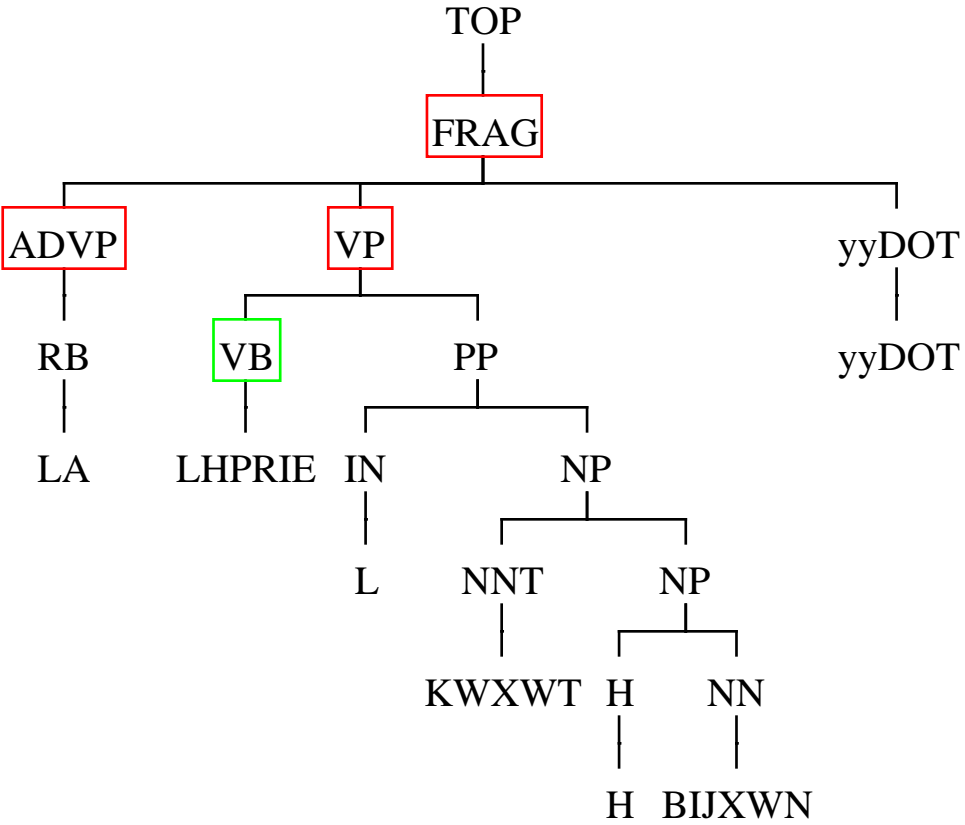 TOP
FRAG
ADVP VP yyDOT
RB VB PP yyDOT
LA LHPRIE IN NP
L NNT NP
KWXWT H NN
H BIJXWN